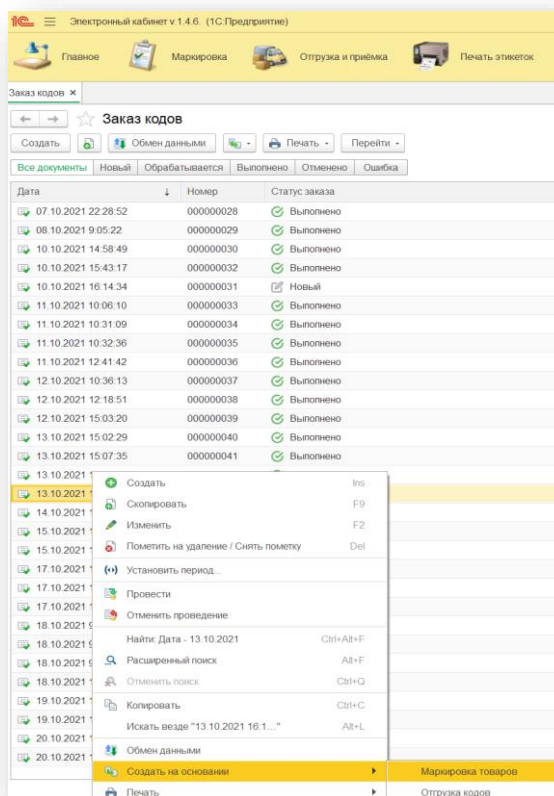 1С Электронный кабинет v.1.4.6. (1С:Предприятие)
Главное Маркировка Отгрузка и приёмка Печать этикеток
Заказ кодов ×
Заказ кодов
Создать Обмен данными Печать Перейти
Все документы Новый Обрабатывается Выполнено Отменено Ошибка
Дата ↓ Номер Статус заказа
07.10.2021 22:28:52 000000028 Выполнено
08.10.2021 9:05:22 000000029 Выполнено
10.10.2021 14:58:49 000000030 Выполнено
10.10.2021 15:43:17 000000032 Выполнено
10.10.2021 16:14:34 000000031 Новый
11.10.2021 10:06:10 000000033 Выполнено
11.10.2021 10:31:09 000000034 Выполнено
11.10.2021 10:32:36 000000035 Выполнено
11.10.2021 12:41:42 000000036 Выполнено
12.10.2021 10:36:13 000000037 Выполнено
12.10.2021 12:18:51 000000038 Выполнено
12.10.2021 15:03:20 000000039 Выполнено
13.10.2021 15:02:29 000000040 Выполнено
13.10.2021 15:07:35 000000041 Выполнено
13.10.2021
13.10.2021
14.10.2021
15.10.2021
15.10.2021
17.10.2021
17.10.2021
17.10.2021
18.10.2021
18.10.2021
18.10.2021
18.10.2021
19.10.2021
19.10.2021
20.10.2021
20.10.2021
Создать Ins
Скопировать F9
Изменить F2
Пометить на удаление / Снять пометку Del
Установить период...
Провести
Отменить проведение
Найти: Дата - 13.10.2021 Ctrl+Alt+F
Расширенный поиск Alt+F
Отменить поиск Ctrl+Q
Копировать Ctrl+C
Искать везде "13.10.2021 16:1..." Alt+L
Обмен данными
Создать на основании
Печать
Маркировка товаров
Отгрузка кодов